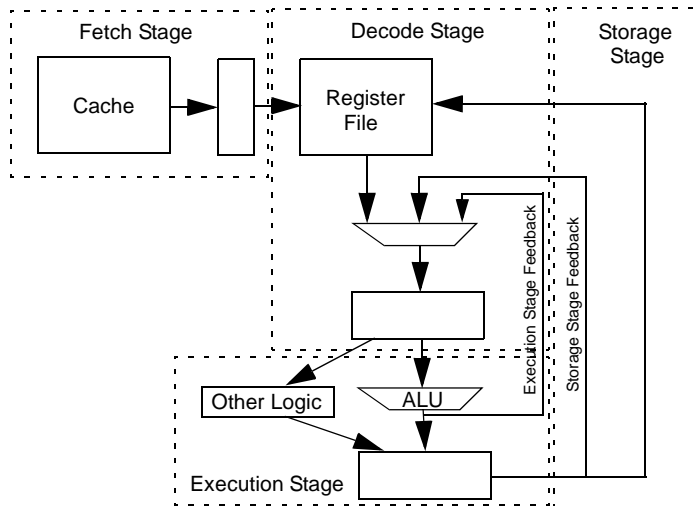 Fetch Stage
Decode Stage
Storage
Stage
Cache
Register
File
Execution Stage Feedback
Storage Stage Feedback
Other Logic
ALU
Execution Stage